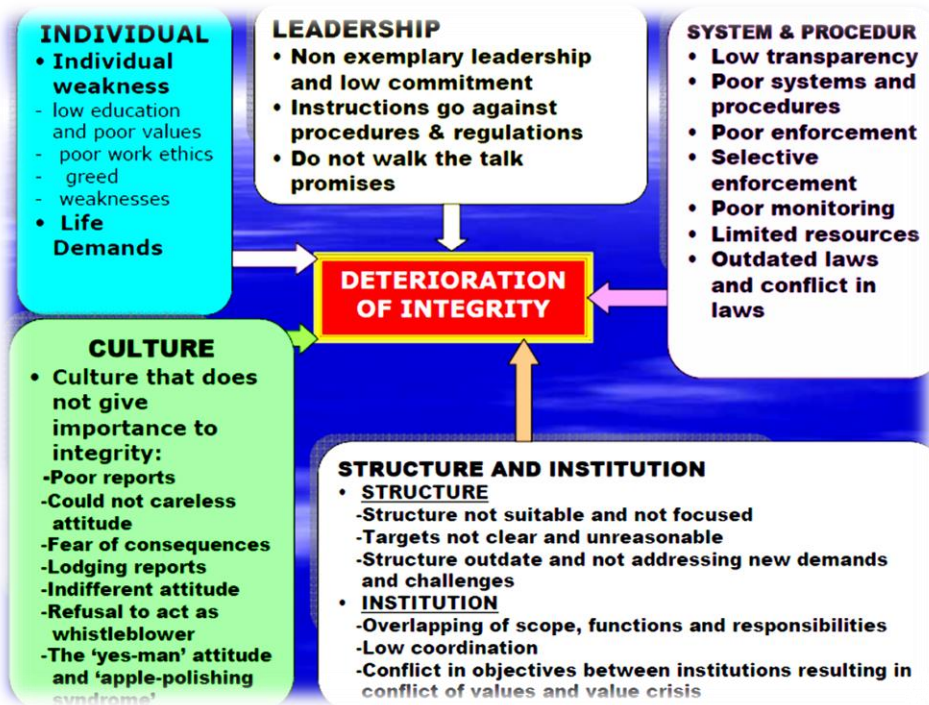 INDIVIDUAL
• Individual
weakness
- low education
and poor values
- poor work ethics
- greed
- weaknesses
• Life
Demands
LEADERSHIP
• Non exemplary leadership
and low commitment
• Instructions go against
procedures & regulations
• Do not walk the talk
promises
SYSTEM & PROCEDUR
• Low transparency
• Poor systems and
procedures
• Poor enforcement
• Selective
enforcement
• Poor monitoring
• Limited resources
• Outdated laws
and conflict in
laws
DETERIORATION
OF INTEGRITY
CULTURE
• Culture that does
not give
importance to
integrity:
-Poor reports
-Could not careless
attitude
-Fear of consequences
-Lodging reports
-Indifferent attitude
-Refusal to act as
whistleblower
-The ‘yes-man’ attitude
and ‘apple-polishing
syndrome’
STRUCTURE AND INSTITUTION
• STRUCTURE
-Structure not suitable and not focused
-Targets not clear and unreasonable
-Structure outdate and not addressing new demands
and challenges
• INSTITUTION
-Overlapping of scope, functions and responsibilities
-Low coordination
-Conflict in objectives between institutions resulting in
conflict of values and value crisis